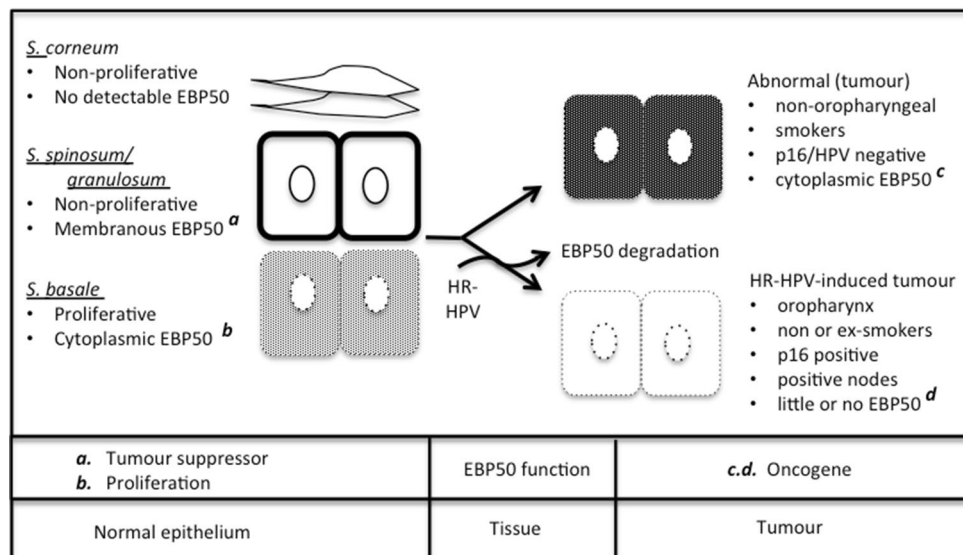 S. corneum
• Non-proliferative
• No detectable EBP50
S. spinosum/
granulosum
• Non-proliferative
• Membranous EBP50 a
S. basale
• Proliferative
• Cytoplasmic EBP50 b
HR-
HPV
EBP50 degradation
Abnormal (tumour)
• non-oropharyngeal
• smokers
• p16/HPV negative
• cytoplasmic EBP50 c
HR-HPV-induced tumour
• oropharynx
• non or ex-smokers
• p16 positive
• positive nodes
• little or no EBP50 d
a. Tumour suppressor
b. Proliferation
EBP50 function
c.d. Oncogene
Normal epithelium
Tissue
Tumour